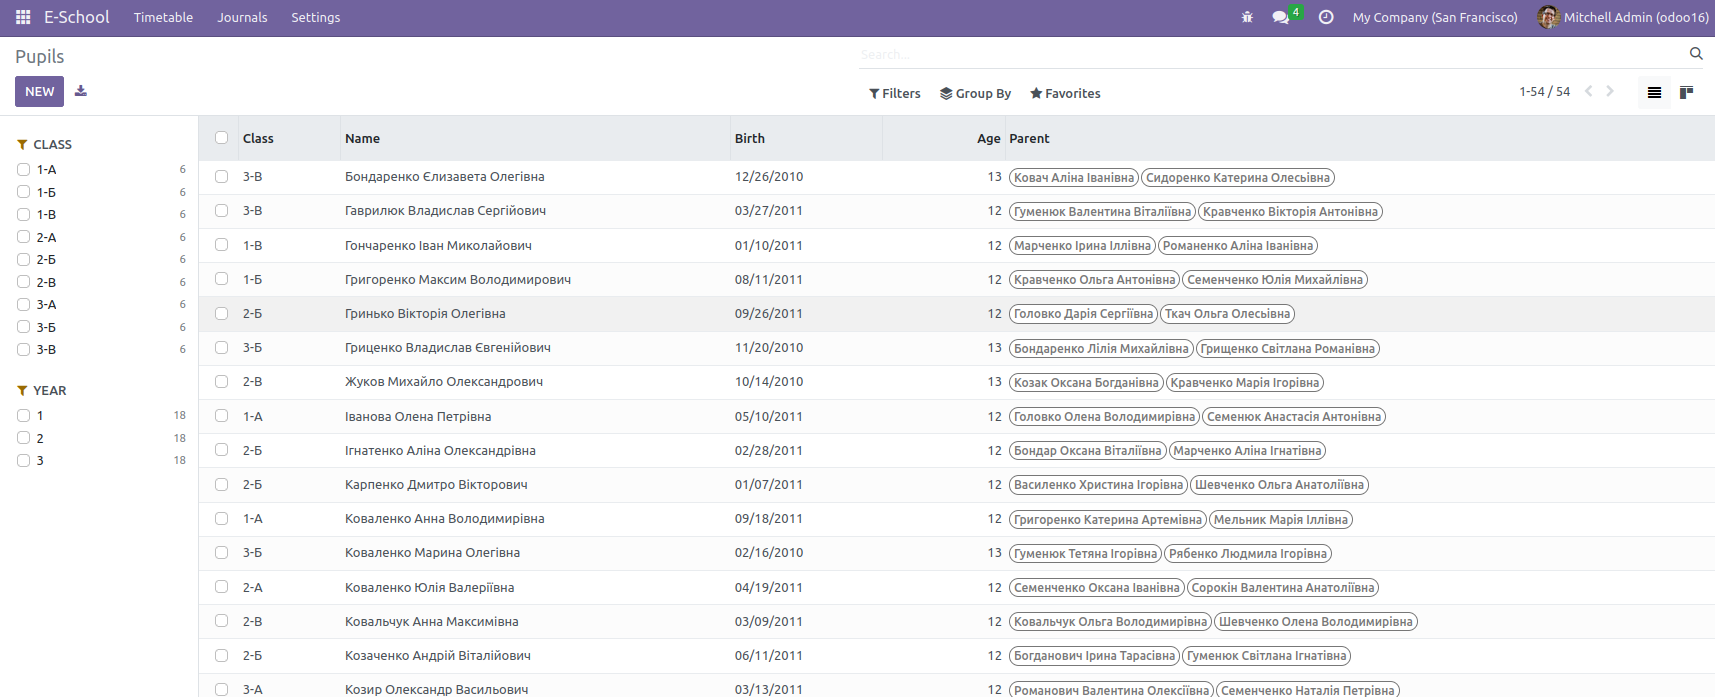 E-School Timetable Journals Settings 4 My Company (San Francisco) Mitchell Admin (odoo16)
Pupils Search...
NEW Filters Group By Favorites 1-54 / 54
CLASS
1-А 6
1-Б 6
1-В 6
2-А 6
2-Б 6
2-В 6
3-А 6
3-Б 6
3-В 6
YEAR
1 18
2 18
3 18
Class Name Birth Age Parent
3-В Бондаренко Єлизавета Олегівна 12/26/2010 13 Ковач Аліна Іванівна Сидоренко Катерина Олесьівна
3-В Гаврилюк Владислав Сергійович 03/27/2011 12 Гуменюк Валентина Віталіївна Кравченко Вікторія Антонівна
1-В Гончаренко Іван Миколайович 01/10/2011 12 Марченко Ірина Іллівна Романенко Аліна Іванівна
1-Б Григоренко Максим Володимирович 08/11/2011 12 Кравченко Ольга Антонівна Семенченко Юлія Михайлівна
2-Б Гринько Вікторія Олегівна 09/26/2011 12 Головко Дарія Сергіївна Ткач Ольга Олесьівна
3-Б Гриценко Владислав Євгенійович 11/20/2010 13 Бондаренко Лілія Михайлівна Грищенко Світлана Романівна
2-В Жуков Михайло Олександрович 10/14/2010 13 Козак Оксана Богданівна Кравченко Марія Ігорівна
1-А Іванова Олена Петрівна 05/10/2011 12 Головко Олена Володимирівна Семенюк Анастасія Антонівна
2-Б Ігнатенко Аліна Олександрівна 02/28/2011 12 Бондар Оксана Віталіївна Марченко Аліна Ігнатівна
2-Б Карпенко Дмитро Вікторович 01/07/2011 12 Василенко Христина Ігорівна Шевченко Ольга Анатоліївна
1-А Коваленко Анна Володимирівна 09/18/2011 12 Григоренко Катерина Артемівна Мельник Марія Іллівна
3-Б Коваленко Марина Олегівна 02/16/2010 13 Гуменюк Тетяна Ігорівна Рябенко Людмила Ігорівна
2-А Коваленко Юлія Валеріївна 04/19/2011 12 Семенченко Оксана Іванівна Сорокін Валентина Анатоліївна
2-В Ковальчук Анна Максимівна 03/09/2011 12 Ковальчук Ольга Володимирівна Шевченко Олена Володимирівна
2-Б Козаченко Андрій Віталійович 06/11/2011 12 Богданович Ірина Тарасівна Гуменюк Світлана Ігнатівна
3-А Козир Олександр Васильович 03/13/2011 12 Романович Валентина Олексіївна Семенченко Наталія Петрівна